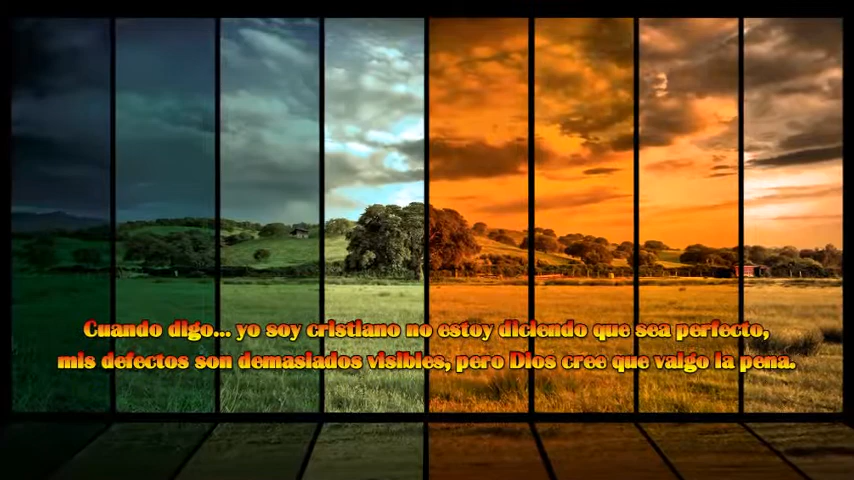 Cuando digo... yo soy cristiano no estoy diciendo que sea perfecto,
mis defectos son demasiados visibles, pero Dios cree que valgo la pena.